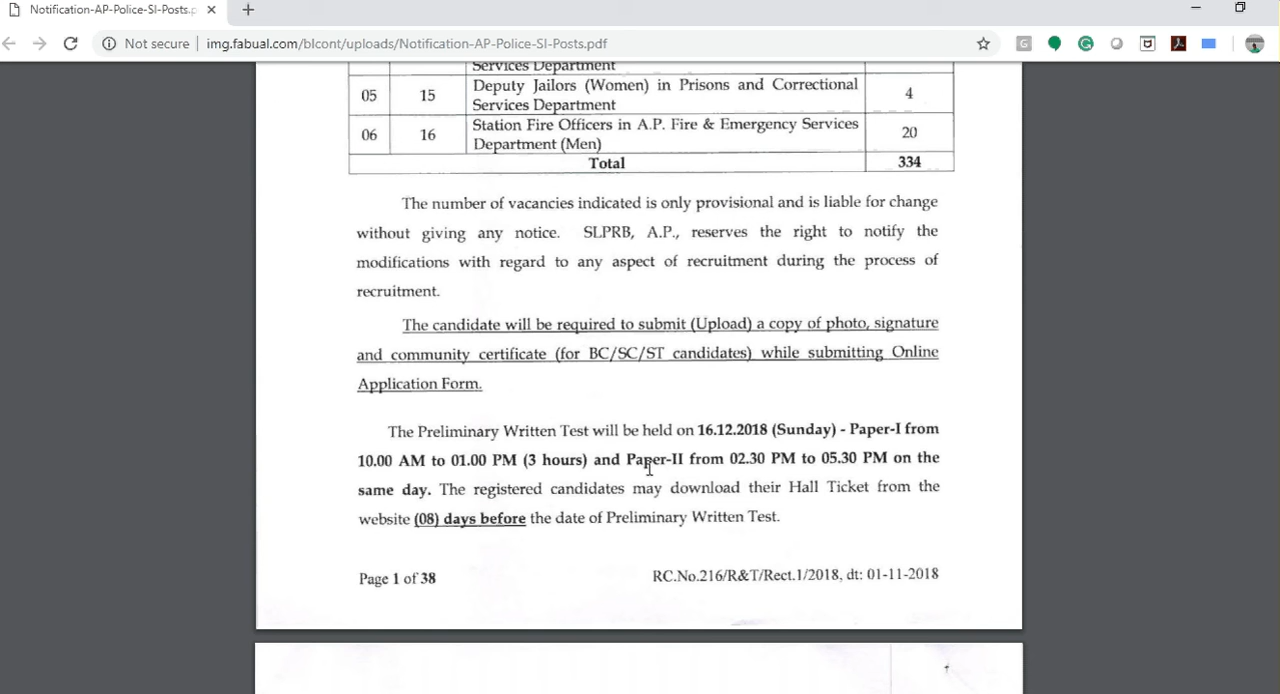 Notification-AP-Police-SI-Posts.p
Not secure | img.fabual.com/blcont/uploads/Notification-AP-Police-SI-Posts.pdf
Services Department
05 15 Deputy Jailors (Women) in Prisons and Correctional Services Department 4
06 16 Station Fire Officers in A.P. Fire & Emergency Services Department (Men) 20
Total 334
The number of vacancies indicated is only provisional and is liable for change
without giving any notice. SLPRB, A.P., reserves the right to notify the
modifications with regard to any aspect of recruitment during the process of
recruitment.
The candidate will be required to submit (Upload) a copy of photo, signature
and community certificate (for BC/SC/ST candidates) while submitting Online
Application Form.
The Preliminary Written Test will be held on 16.12.2018 (Sunday) - Paper-I from
10.00 AM to 01.00 PM (3 hours) and Paper-II from 02.30 PM to 05.30 PM on the
same day. The registered candidates may download their Hall Ticket from the
website (08) days before the date of Preliminary Written Test.
Page 1 of 38 RC.No.216/R&T/Rect.1/2018, dt: 01-11-2018